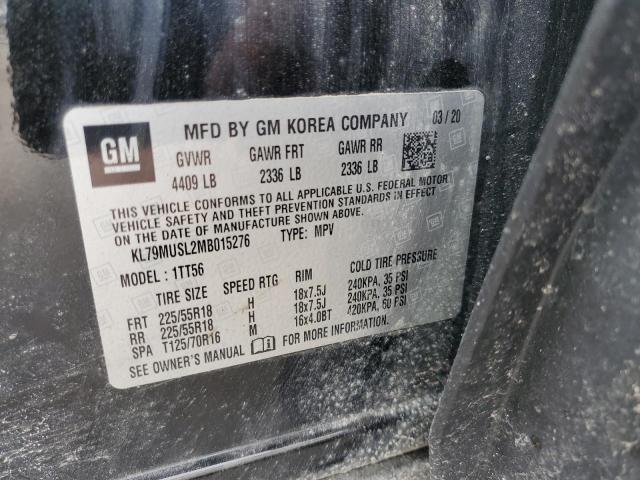 GM MFD BY GM KOREA COMPANY 03/20
GVWR GAWR FRT GAWR RR
4409 LB 2336 LB 2336 LB
THIS VEHICLE CONFORMS TO ALL APPLICABLE U.S. FEDERAL MOTOR
VEHICLE SAFETY AND THEFT PREVENTION STANDARDS IN EFFECT
ON THE DATE OF MANUFACTURE SHOWN ABOVE.
KL79MUSL2MB015276 TYPE: MPV
MODEL: 1TT56
TIRE SIZE SPEED RTG RIM COLD TIRE PRESSURE
FRT 225/55R18 H 18x7.5J 240KPA, 35 PSI
RR 225/55R18 H 18x7.5J 240KPA, 35 PSI
SPA T125/70R16 M 16x4.0BT 420KPA, 60 PSI
SEE OWNER'S MANUAL FOR MORE INFORMATION.